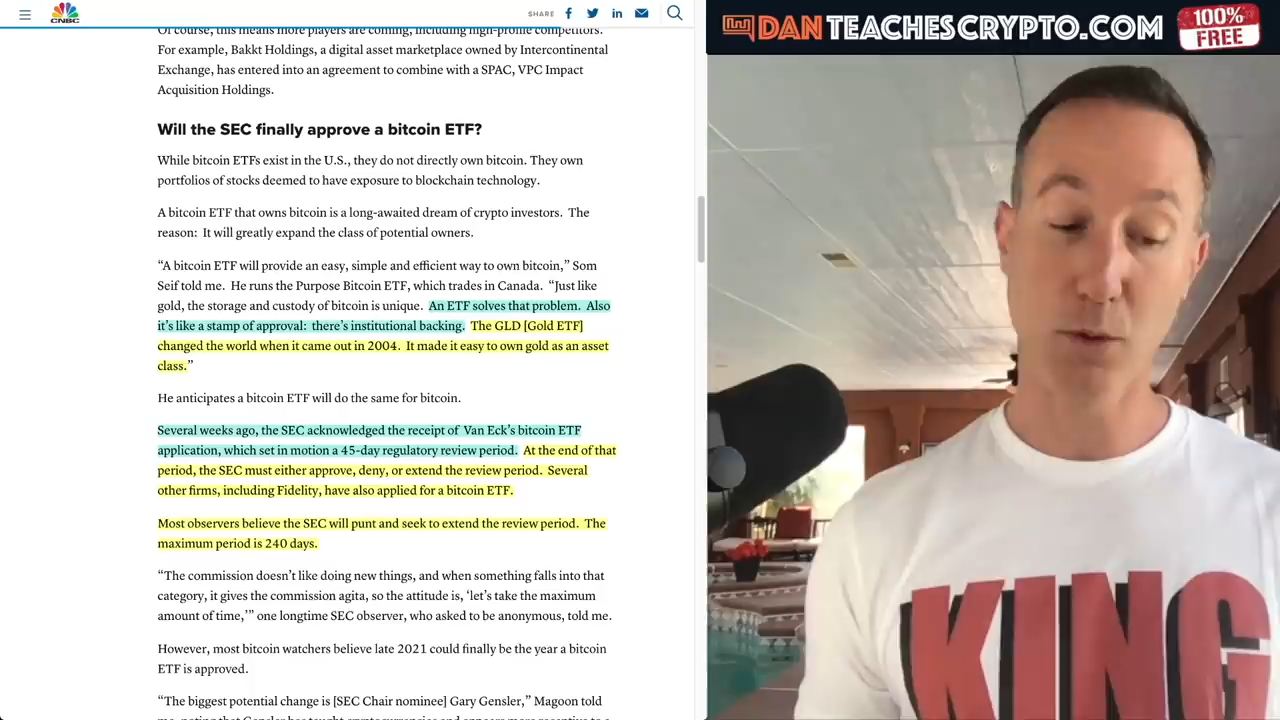 CNBC
SHARE
DANTEACHESCRYPTO.COM
100%
FREE
Of course, this means more players are coming, including high-profile competitors.
For example, Bakkt Holdings, a digital asset marketplace owned by Intercontinental
Exchange, has entered into an agreement to combine with a SPAC, VPC Impact
Acquisition Holdings.
Will the SEC finally approve a bitcoin ETF?
While bitcoin ETFs exist in the U.S., they do not directly own bitcoin. They own
portfolios of stocks deemed to have exposure to blockchain technology.
A bitcoin ETF that owns bitcoin is a long-awaited dream of crypto investors.  The
reason:  It will greatly expand the class of potential owners.
“A bitcoin ETF will provide an easy, simple and efficient way to own bitcoin,” Som
Seif told me.  He runs the Purpose Bitcoin ETF, which trades in Canada.  “Just like
gold, the storage and custody of bitcoin is unique.  An ETF solves that problem.  Also
it’s like a stamp of approval:  there’s institutional backing.  The GLD [Gold ETF]
changed the world when it came out in 2004.  It made it easy to own gold as an asset
class.”
He anticipates a bitcoin ETF will do the same for bitcoin.
Several weeks ago, the SEC acknowledged the receipt of  Van Eck’s bitcoin ETF
application, which set in motion a 45-day regulatory review period.  At the end of that
period, the SEC must either approve, deny, or extend the review period.  Several
other firms, including Fidelity, have also applied for a bitcoin ETF.
Most observers believe the SEC will punt and seek to extend the review period.  The
maximum period is 240 days.
“The commission doesn’t like doing new things, and when something falls into that
category, it gives the commission agita, so the attitude is, ‘let’s take the maximum
amount of time,’” one longtime SEC observer, who asked to be anonymous, told me.
However, most bitcoin watchers believe late 2021 could finally be the year a bitcoin
ETF is approved.
“The biggest potential change is [SEC Chair nominee] Gary Gensler,” Magoon told
KING